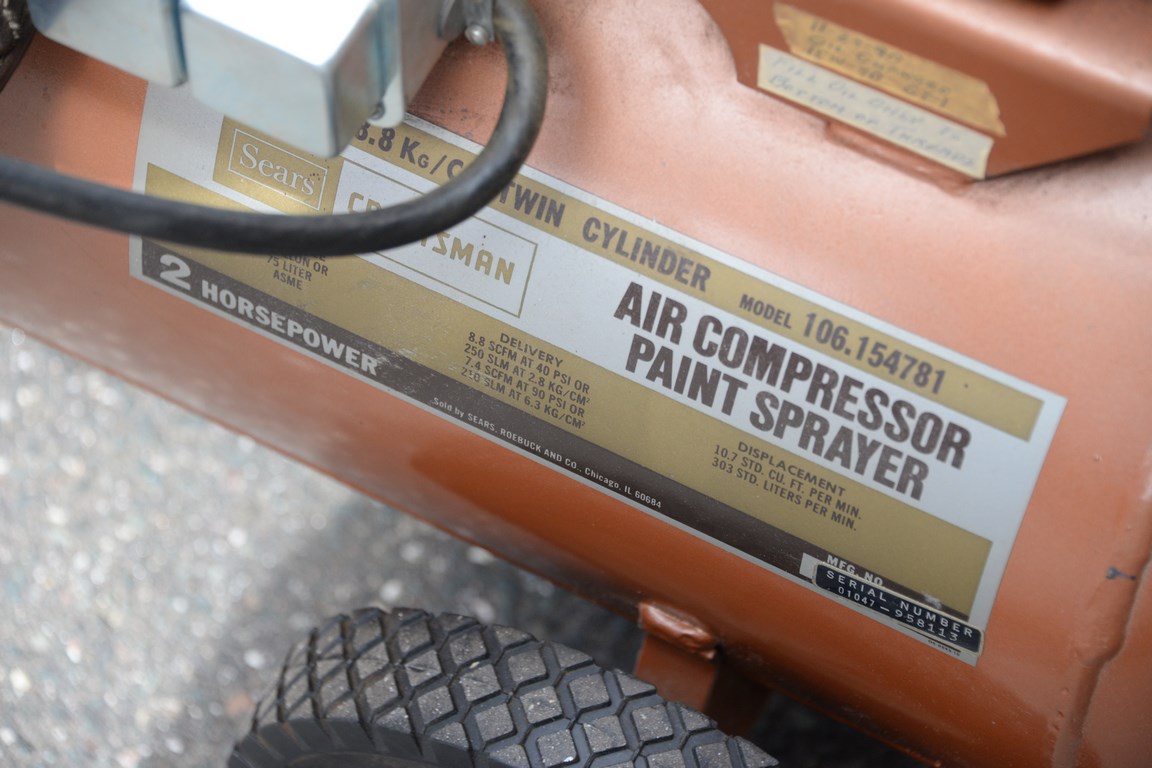 Sears
8.8 KG/C TWIN CYLINDER MODEL 106.154781
SMAN
AIR COMPRESSOR
PAINT SPRAYER
OR
75 LITER
ASME
2 HORSEPOWER
DELIVERY
8.8 SCFM AT 40 PSI OR
250 SLM AT 2.8 KG/CM²
7.4 SCFM AT 90 PSI OR
210 SLM AT 6.3 KG/CM²
DISPLACEMENT
10.7 STD. CU. FT. PER MIN.
303 STD. LITERS PER MIN.
Sold by SEARS, ROEBUCK AND CO., Chicago, IL 60684
MFG. NO.
SERIAL NUMBER
01047-958113